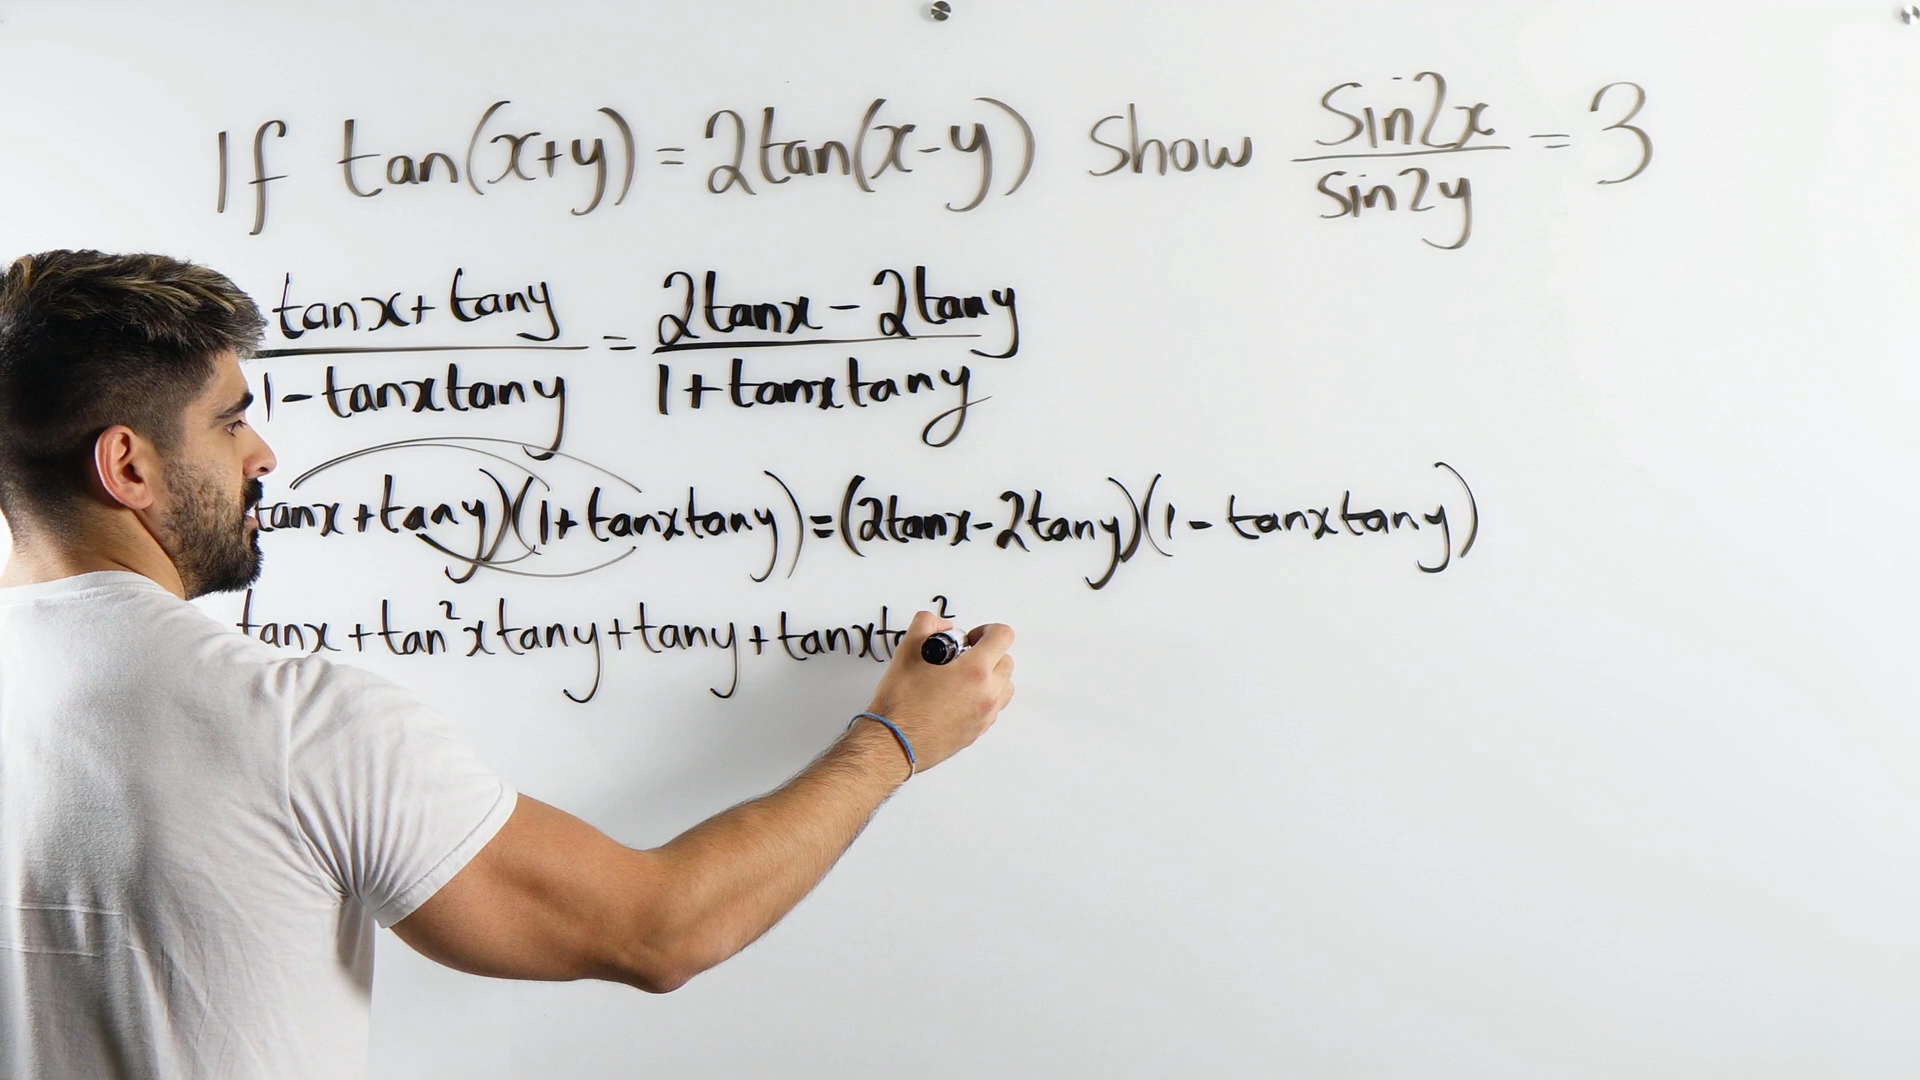 If tan(x+y) = 2tan(x-y) Show sin2x/sin2y = 3
tanx + tany / 1 - tanxtany = 2tanx - 2tany / 1 + tanxtany
tanx + tany)(1 + tanxtany) = (2tanx - 2tany)(1 - tanxtany)
tanx + tan²xtany + tany + tanx